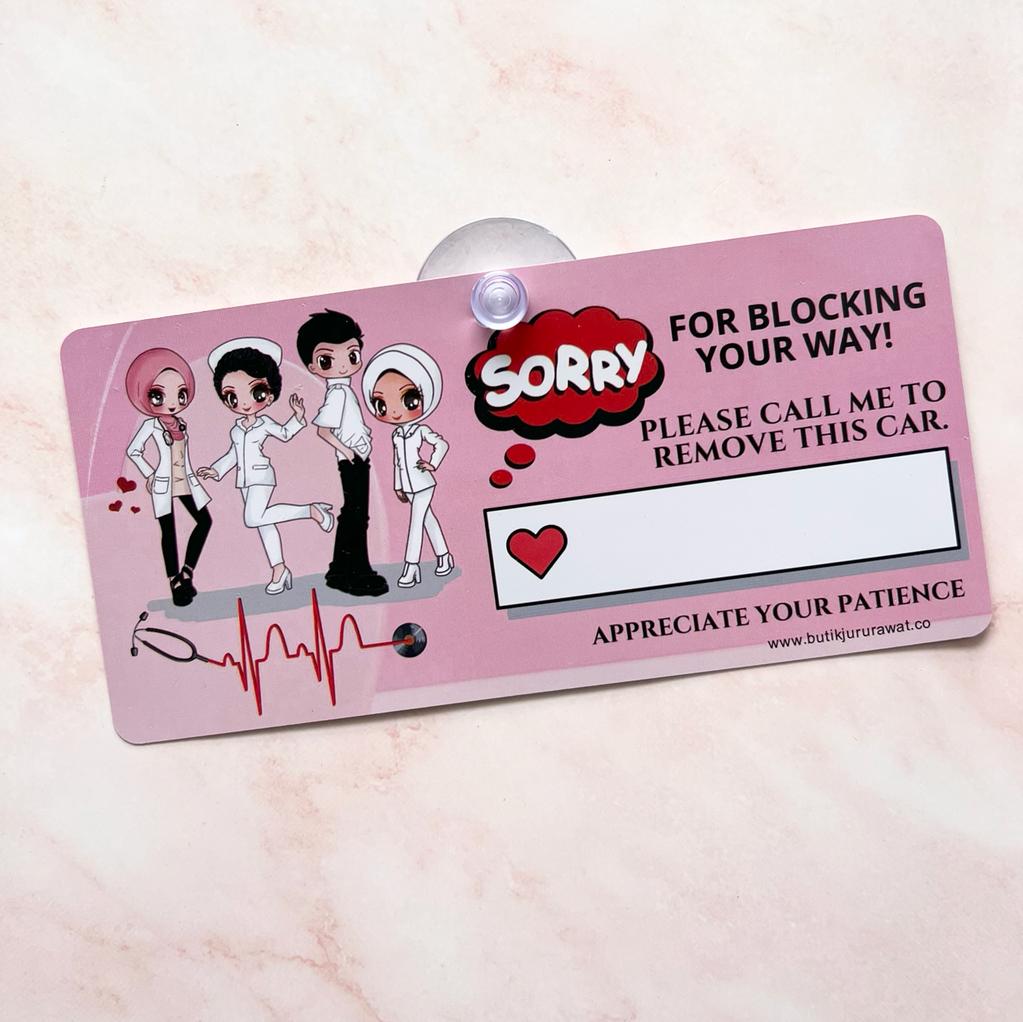 SORRY
FOR BLOCKING
YOUR WAY!
PLEASE CALL ME TO
REMOVE THIS CAR.
APPRECIATE YOUR PATIENCE
www.butikjururawat.co